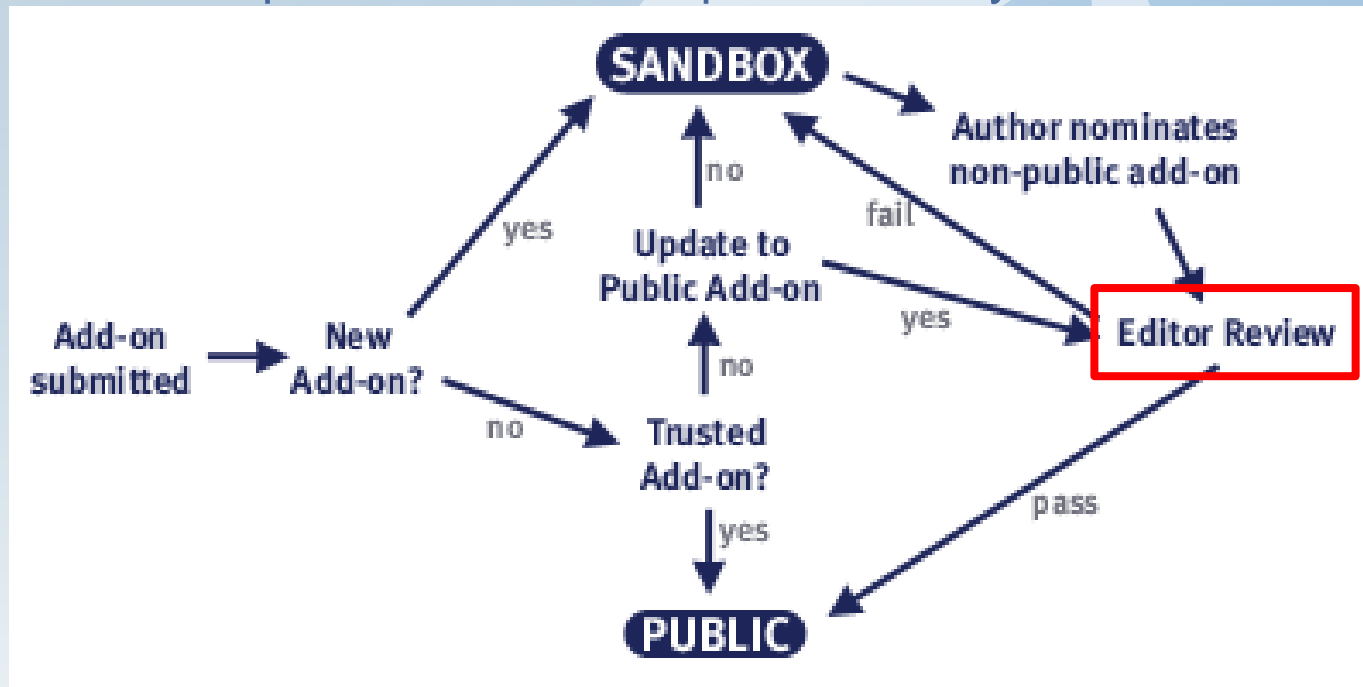 SANDBOX
Author nominates
non-public add-on
no
fail
yes
Update to
Public Add-on
yes
Editor Review
Add-on
submitted
New
Add-on?
no
no
Trusted
Add-on?
pass
yes
PUBLIC